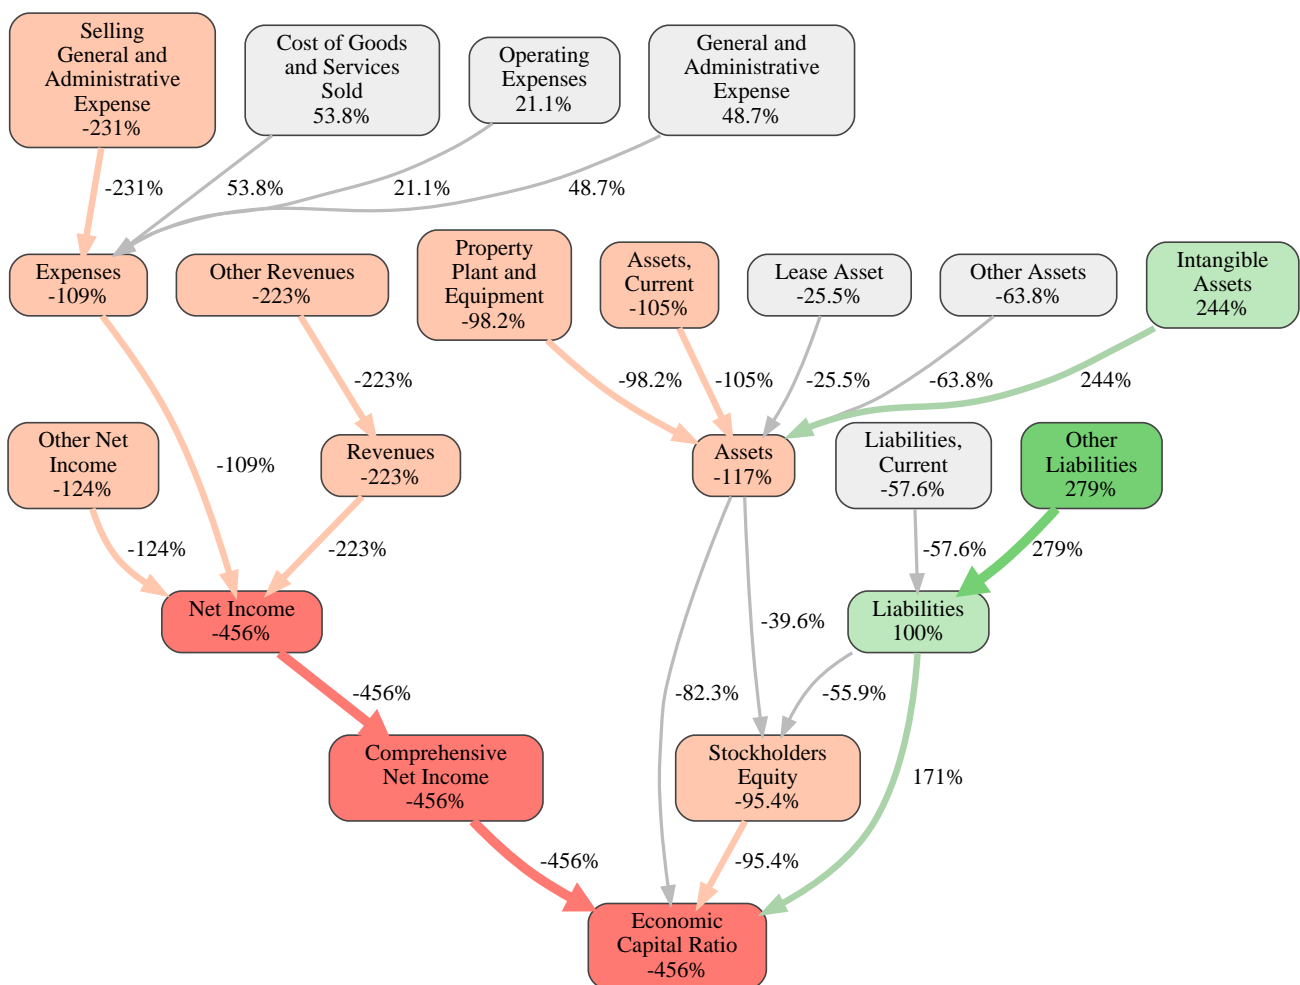 Selling
General and
Administrative
Expense
-231%
Cost of Goods
and Services
Sold
53.8%
Operating
Expenses
21.1%
General and
Administrative
Expense
48.7%
-231%
53.8%
21.1%
48.7%
Expenses
-109%
Other Revenues
-223%
Property
Plant and
Equipment
-98.2%
Assets,
Current
-105%
Lease Asset
-25.5%
Other Assets
-63.8%
Intangible
Assets
244%
-223%
-98.2%
-105%
-25.5%
-63.8%
244%
Other Net
Income
-124%
-109%
Revenues
-223%
Assets
-117%
Liabilities,
Current
-57.6%
Other
Liabilities
279%
-124%
-223%
-57.6%
279%
Net Income
-456%
-39.6%
Liabilities
100%
-456%
-82.3%
-55.9%
Comprehensive
Net Income
-456%
Stockholders
Equity
-95.4%
171%
-456%
-95.4%
Economic
Capital Ratio
-456%